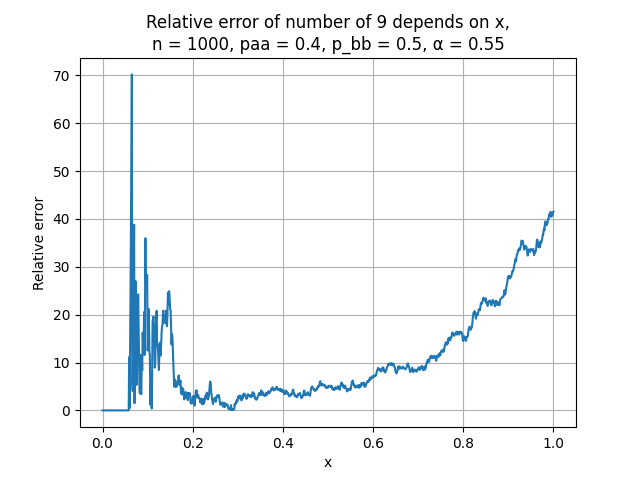 Relative error of number of 9 depends on x,
n = 1000, paa = 0.4, p_bb = 0.5, α = 0.55
70
60
50
40
30
20
10
0
Relative error
0.0 0.2 0.4 0.6 0.8 1.0
x